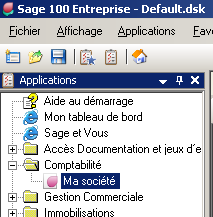 Sage 100 Entreprise - Default.dsk
Fichier Affichage Applications
Applications
Aide au démarrage
Mon tableau de bord
Sage et Vous
Accès Documentation et jeux d'e
Comptabilité
Ma société
Gestion Commerciale
Immobilisations